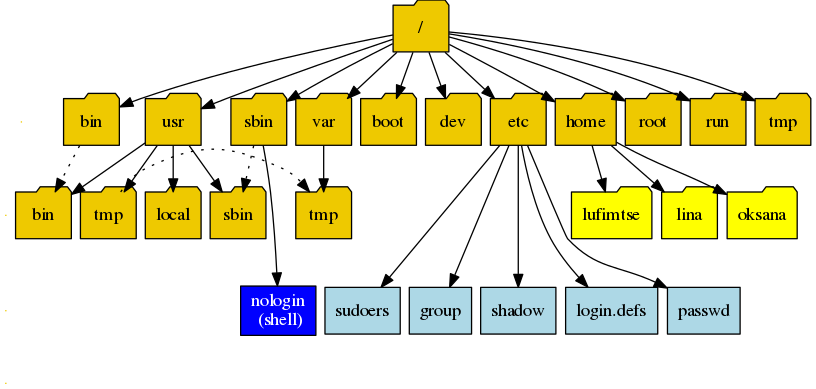 /
bin
usr
sbin
var
boot
dev
etc
home
root
run
tmp
bin
tmp
local
sbin
tmp
lufimtse
lina
oksana
nologin
(shell)
sudoers
group
shadow
login.defs
passwd